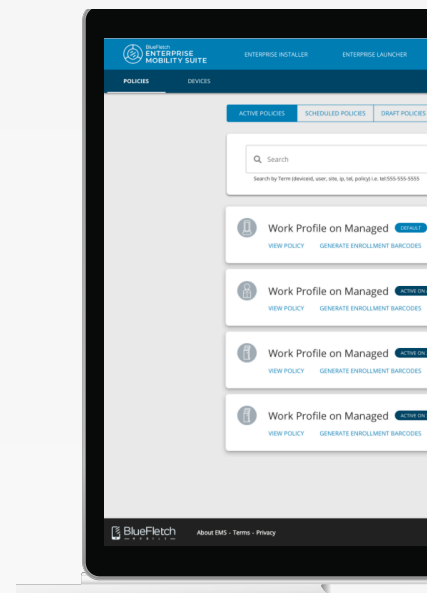 BlueFletch
ENTERPRISE
MOBILITY SUITE
ENTERPRISE INSTALLER
ENTERPRISE LAUNCHER
POLICIES
DEVICES
ACTIVE POLICIES
SCHEDULED POLICIES
DRAFT POLICIES
Search
Search by Term (deviceid, user, site, ip, tel, policy) i.e. tel:555-555-5555
Work Profile on Managed DEFAULT
VIEW POLICY GENERATE ENROLLMENT BARCODES
Work Profile on Managed ACTIVE ON
VIEW POLICY GENERATE ENROLLMENT BARCODES
Work Profile on Managed ACTIVE ON
VIEW POLICY GENERATE ENROLLMENT BARCODES
Work Profile on Managed ACTIVE ON
VIEW POLICY GENERATE ENROLLMENT BARCODES
BlueFletch
MOBILITY
About EMS - Terms - Privacy